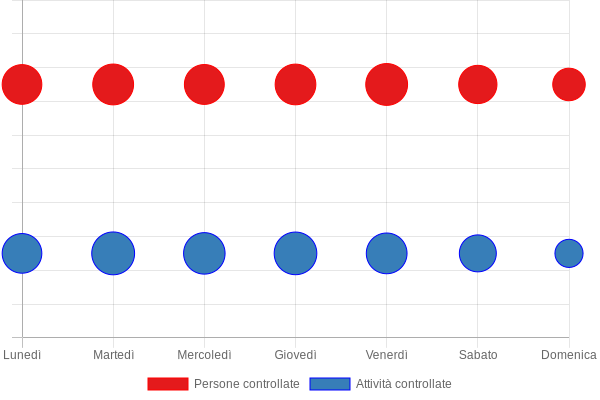 Lunedì Martedì Mercoledì Giovedì Venerdì Sabato Domenica
Persone controllate Attività controllate